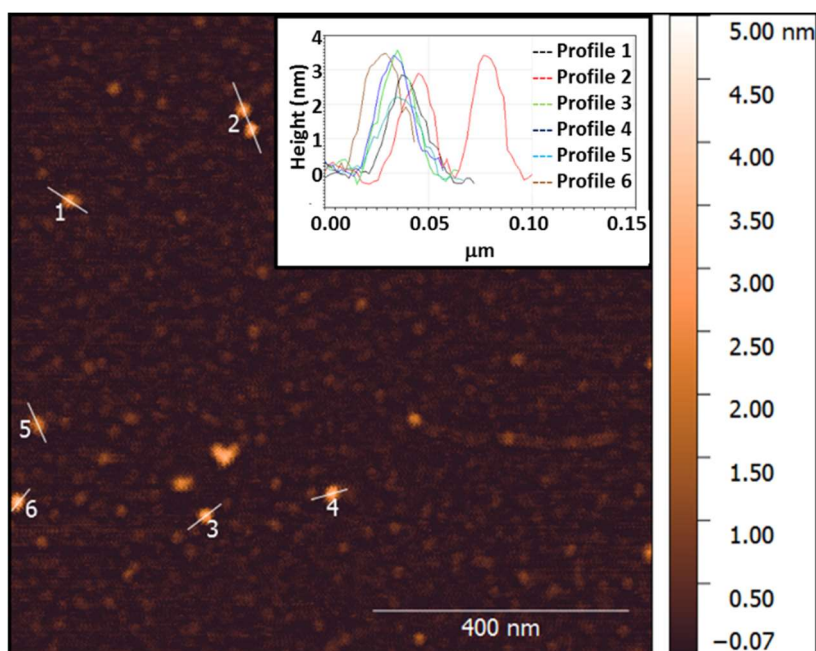 4
3
2
1
0
Height (nm)
0.00 0.05 0.10 0.15
μm
Profile 1
Profile 2
Profile 3
Profile 4
Profile 5
Profile 6
2
1
5
6
3
4
400 nm
5.00 nm
4.50
4.00
3.50
3.00
2.50
2.00
1.50
1.00
0.50
−0.07